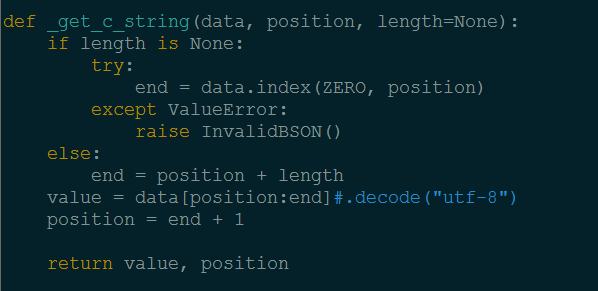 def _get_c_string(data, position, length=None):
    if length is None:
        try:
            end = data.index(ZERO, position)
        except ValueError:
            raise InvalidBSON()
    else:
        end = position + length
    value = data[position:end]#.decode("utf-8")
    position = end + 1

    return value, position